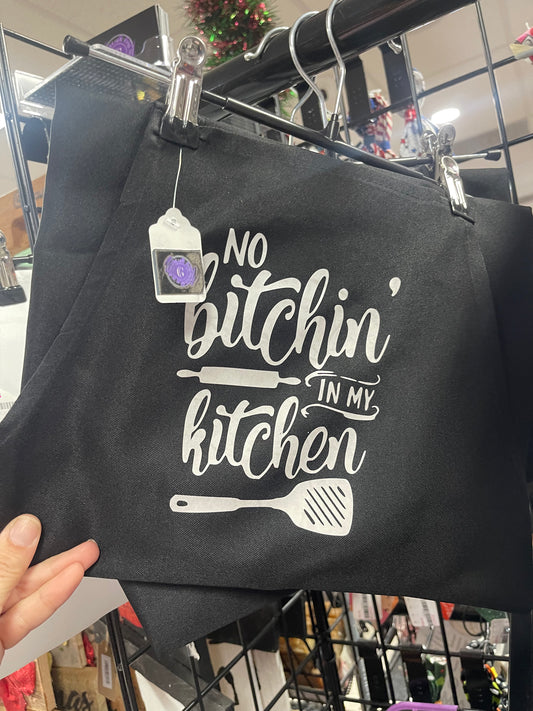 NO
bitchin'
IN MY
kitchen
G